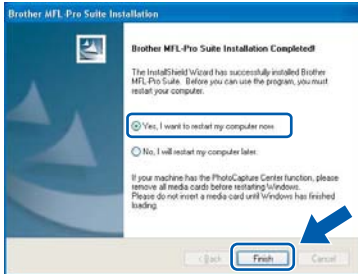 Brother MFL-Pro Suite Installation
Brother MFL-Pro Suite Installation Completed!
The InstallShield Wizard has successfully installed Brother
MFL-Pro Suite. Before you can use the program, you must
restart your computer.
Yes, I want to restart my computer now.
No, I will restart my computer later.
If your machine has the PhotoCapture Center function, please
remove all media cards before restarting Windows.
Please do not insert a media card until Windows has finished
loading.
< Back Finish Cancel